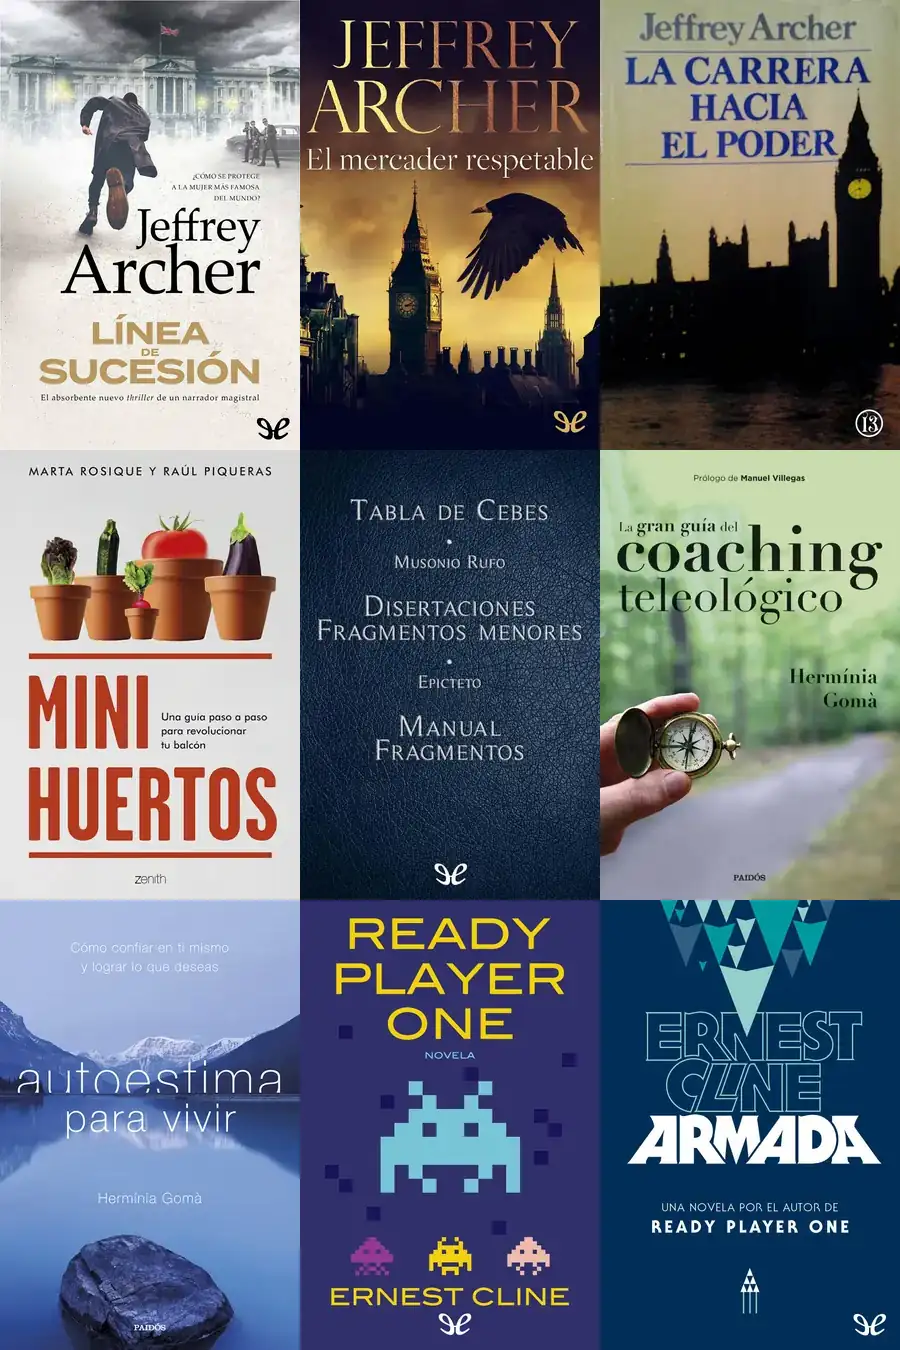 ¿CÓMO SE PROTEGE
A LA MUJER MÁS FAMOSA
DEL MUNDO?
Jeffrey
Archer
LÍNEA
DE
SUCESIÓN
El absorbente nuevo thriller de un narrador magistral
JEFFREY
ARCHER
El mercader respetable
Jeffrey Archer
LA CARRERA
HACIA
EL PODER
13
MARTA ROSIQUE Y RAÚL PIQUERAS
MINI
HUERTOS
Una guía paso a paso
para revolucionar
tu balcón
zenith
TABLA DE CEBES
•
MUSONIO RUFO
DISERTACIONES
FRAGMENTOS MENORES
•
EPICTETO
MANUAL
FRAGMENTOS
Prólogo de Manuel Villegas
La gran guía del
coaching
teleológico
Hermínia
Gomà
PAIDÓS
Cómo confiar en ti mismo
y lograr lo que deseas
autoestima
para vivir
Hermínia Gomà
PAIDÓS
READY
PLAYER
ONE
NOVELA
ERNEST CLINE
ERNEST
CLINE
ARMADA
UNA NOVELA POR EL AUTOR DE
READY PLAYER ONE